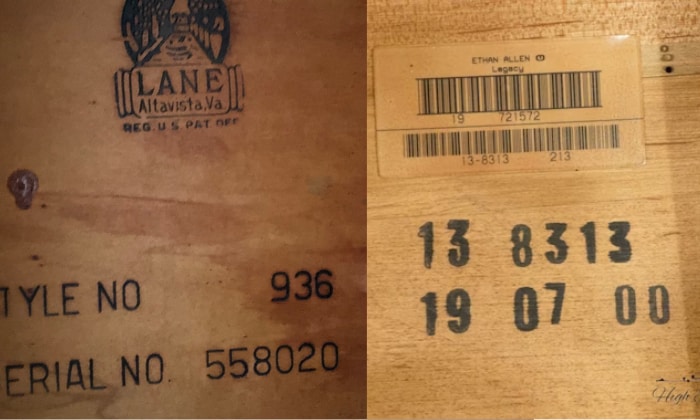 LANE
Altavista, Va
REG. U.S. PAT. OFF
TYLE NO 936
ERIAL NO. 558020
ETHAN ALLEN
Legacy
19 721572
13-8313 213
13 8313
19 07 00
High